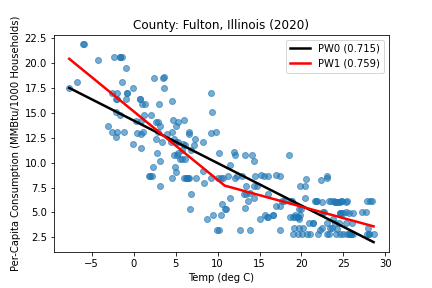 County: Fulton, Illinois (2020)
Per-Capita Consumption (MMBtu/1000 Households)
22.5
20.0
17.5
15.0
12.5
10.0
7.5
5.0
2.5
PW0 (0.715)
PW1 (0.759)
−5 0 5 10 15 20 25 30
Temp (deg C)